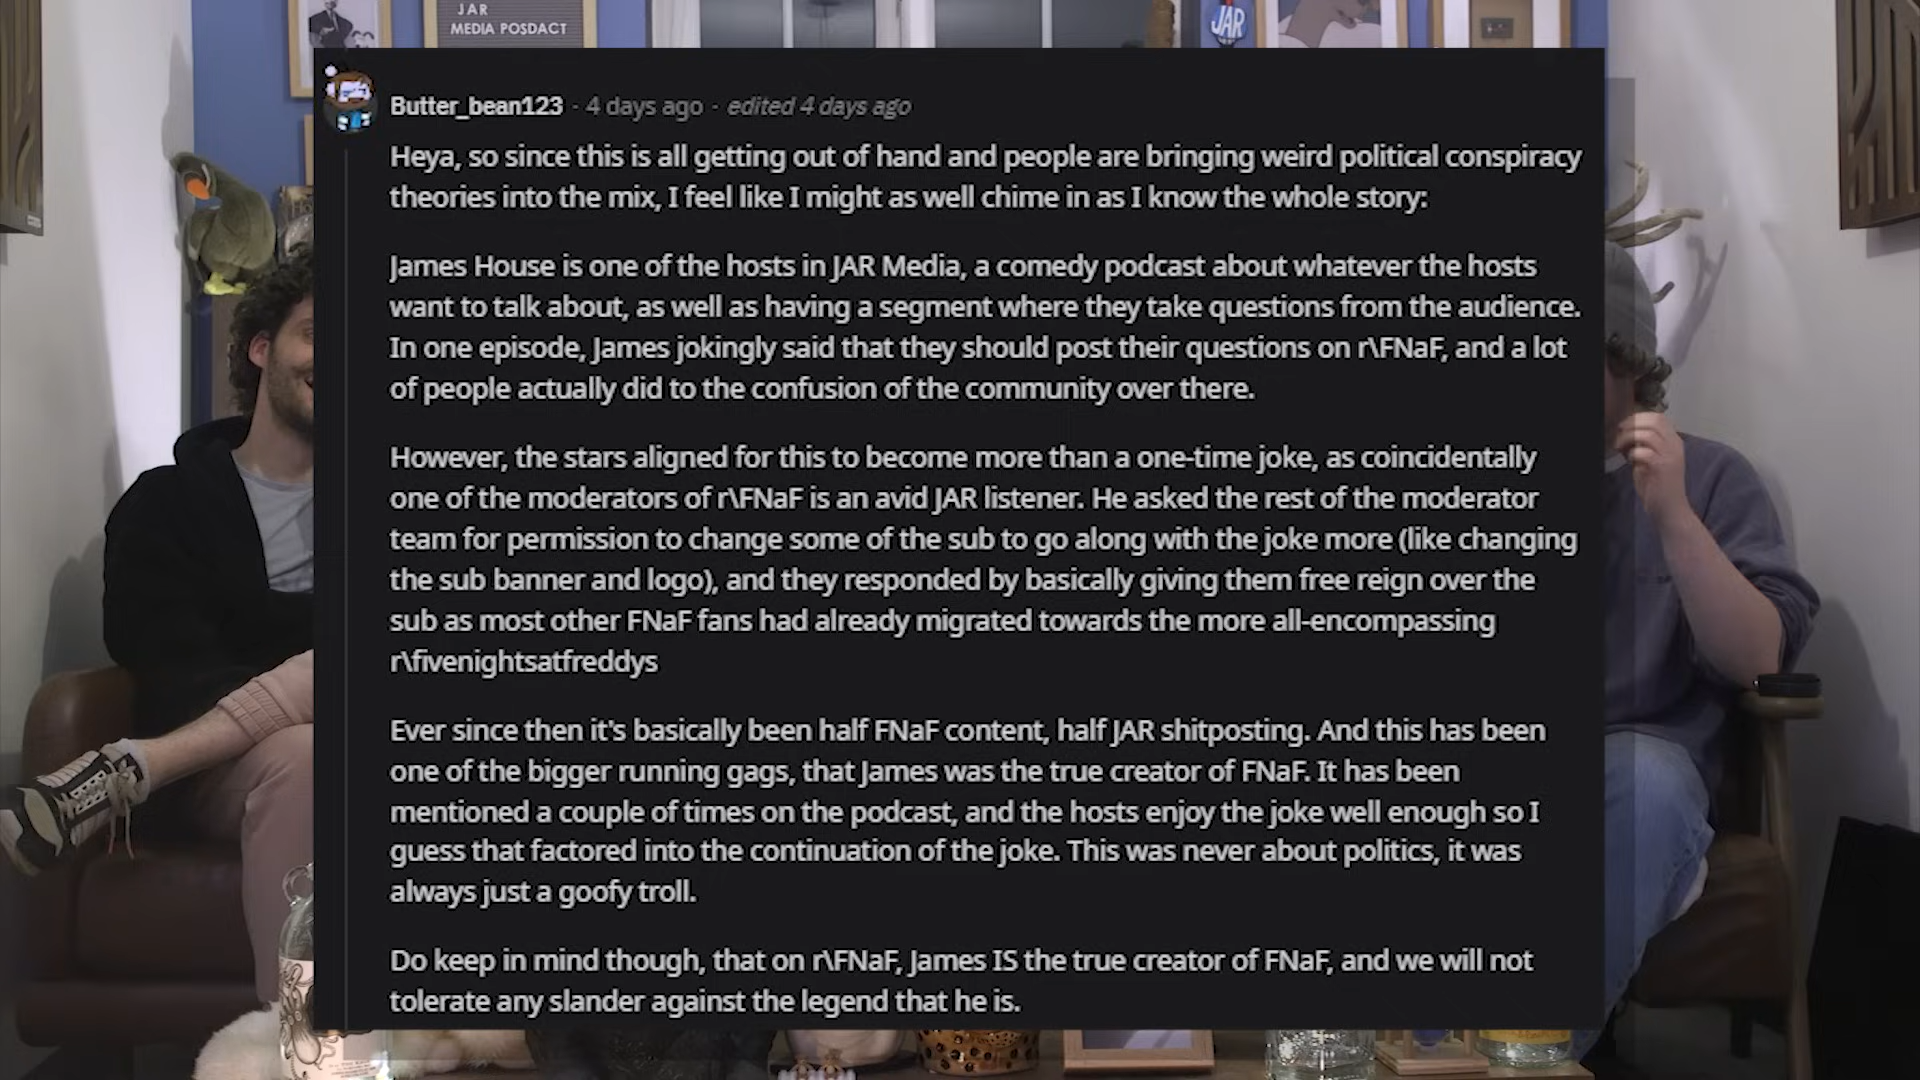 JAR
MEDIA POSDACT
JAR
Butter_bean123 · 4 days ago · edited 4 days ago
Heya, so since this is all getting out of hand and people are bringing weird political conspiracy
theories into the mix, I feel like I might as well chime in as I know the whole story:
James House is one of the hosts in JAR Media, a comedy podcast about whatever the hosts
want to talk about, as well as having a segment where they take questions from the audience.
In one episode, James jokingly said that they should post their questions on r\FNaF, and a lot
of people actually did to the confusion of the community over there.
However, the stars aligned for this to become more than a one-time joke, as coincidentally
one of the moderators of r\FNaF is an avid JAR listener. He asked the rest of the moderator
team for permission to change some of the sub to go along with the joke more (like changing
the sub banner and logo), and they responded by basically giving them free reign over the
sub as most other FNaF fans had already migrated towards the more all-encompassing
r\fivenightsatfreddys
Ever since then it's basically been half FNaF content, half JAR shitposting. And this has been
one of the bigger running gags, that James was the true creator of FNaF. It has been
mentioned a couple of times on the podcast, and the hosts enjoy the joke well enough so I
guess that factored into the continuation of the joke. This was never about politics, it was
always just a goofy troll.
Do keep in mind though, that on r\FNaF, James IS the true creator of FNaF, and we will not
tolerate any slander against the legend that he is.